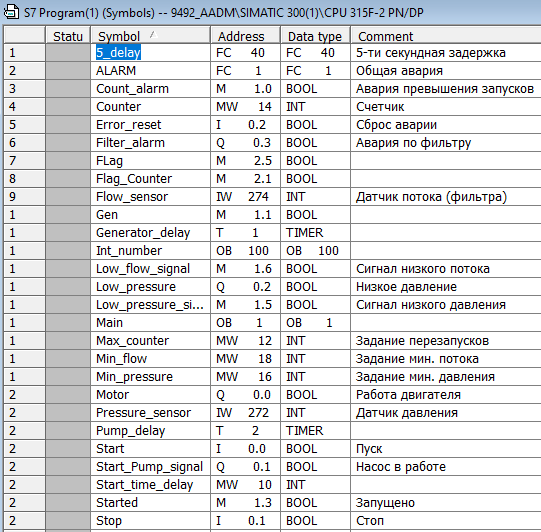 S7 Program(1) (Symbols) -- 9492_AADM\SIMATIC 300(1)\CPU 315F-2 PN/DP
Statu Symbol Address Data type Comment
1 5_delay FC 40 FC 40 5-ти секундная задержка
2 ALARM FC 1 FC 1 Общая авария
3 Count_alarm M 1.0 BOOL Авария превышения запусков
4 Counter MW 14 INT Счетчик
5 Error_reset I 0.2 BOOL Сброс аварии
6 Filter_alarm Q 0.3 BOOL Авария по фильтру
7 FLag M 2.5 BOOL
8 Flag_Counter M 2.1 BOOL
9 Flow_sensor IW 274 INT Датчик потока (фильтра)
1 Gen M 1.1 BOOL
1 Generator_delay T 1 TIMER
1 Int_number OB 100 OB 100
1 Low_flow_signal M 1.6 BOOL Сигнал низкого потока
1 Low_pressure Q 0.2 BOOL Низкое давление
1 Low_pressure_si... M 1.5 BOOL Сигнал низкого давления
1 Main OB 1 OB 1
1 Max_counter MW 12 INT Задание перезапусков
1 Min_flow MW 18 INT Задание мин. потока
1 Min_pressure MW 16 INT Задание мин. давления
2 Motor Q 0.0 BOOL Работа двигателя
2 Pressure_sensor IW 272 INT Датчик давления
2 Pump_delay T 2 TIMER
2 Start I 0.0 BOOL Пуск
2 Start_Pump_signal Q 0.1 BOOL Насос в работе
2 Start_time_delay MW 10 INT
2 Started M 1.3 BOOL Запущено
2 Stop I 0.1 BOOL Стоп